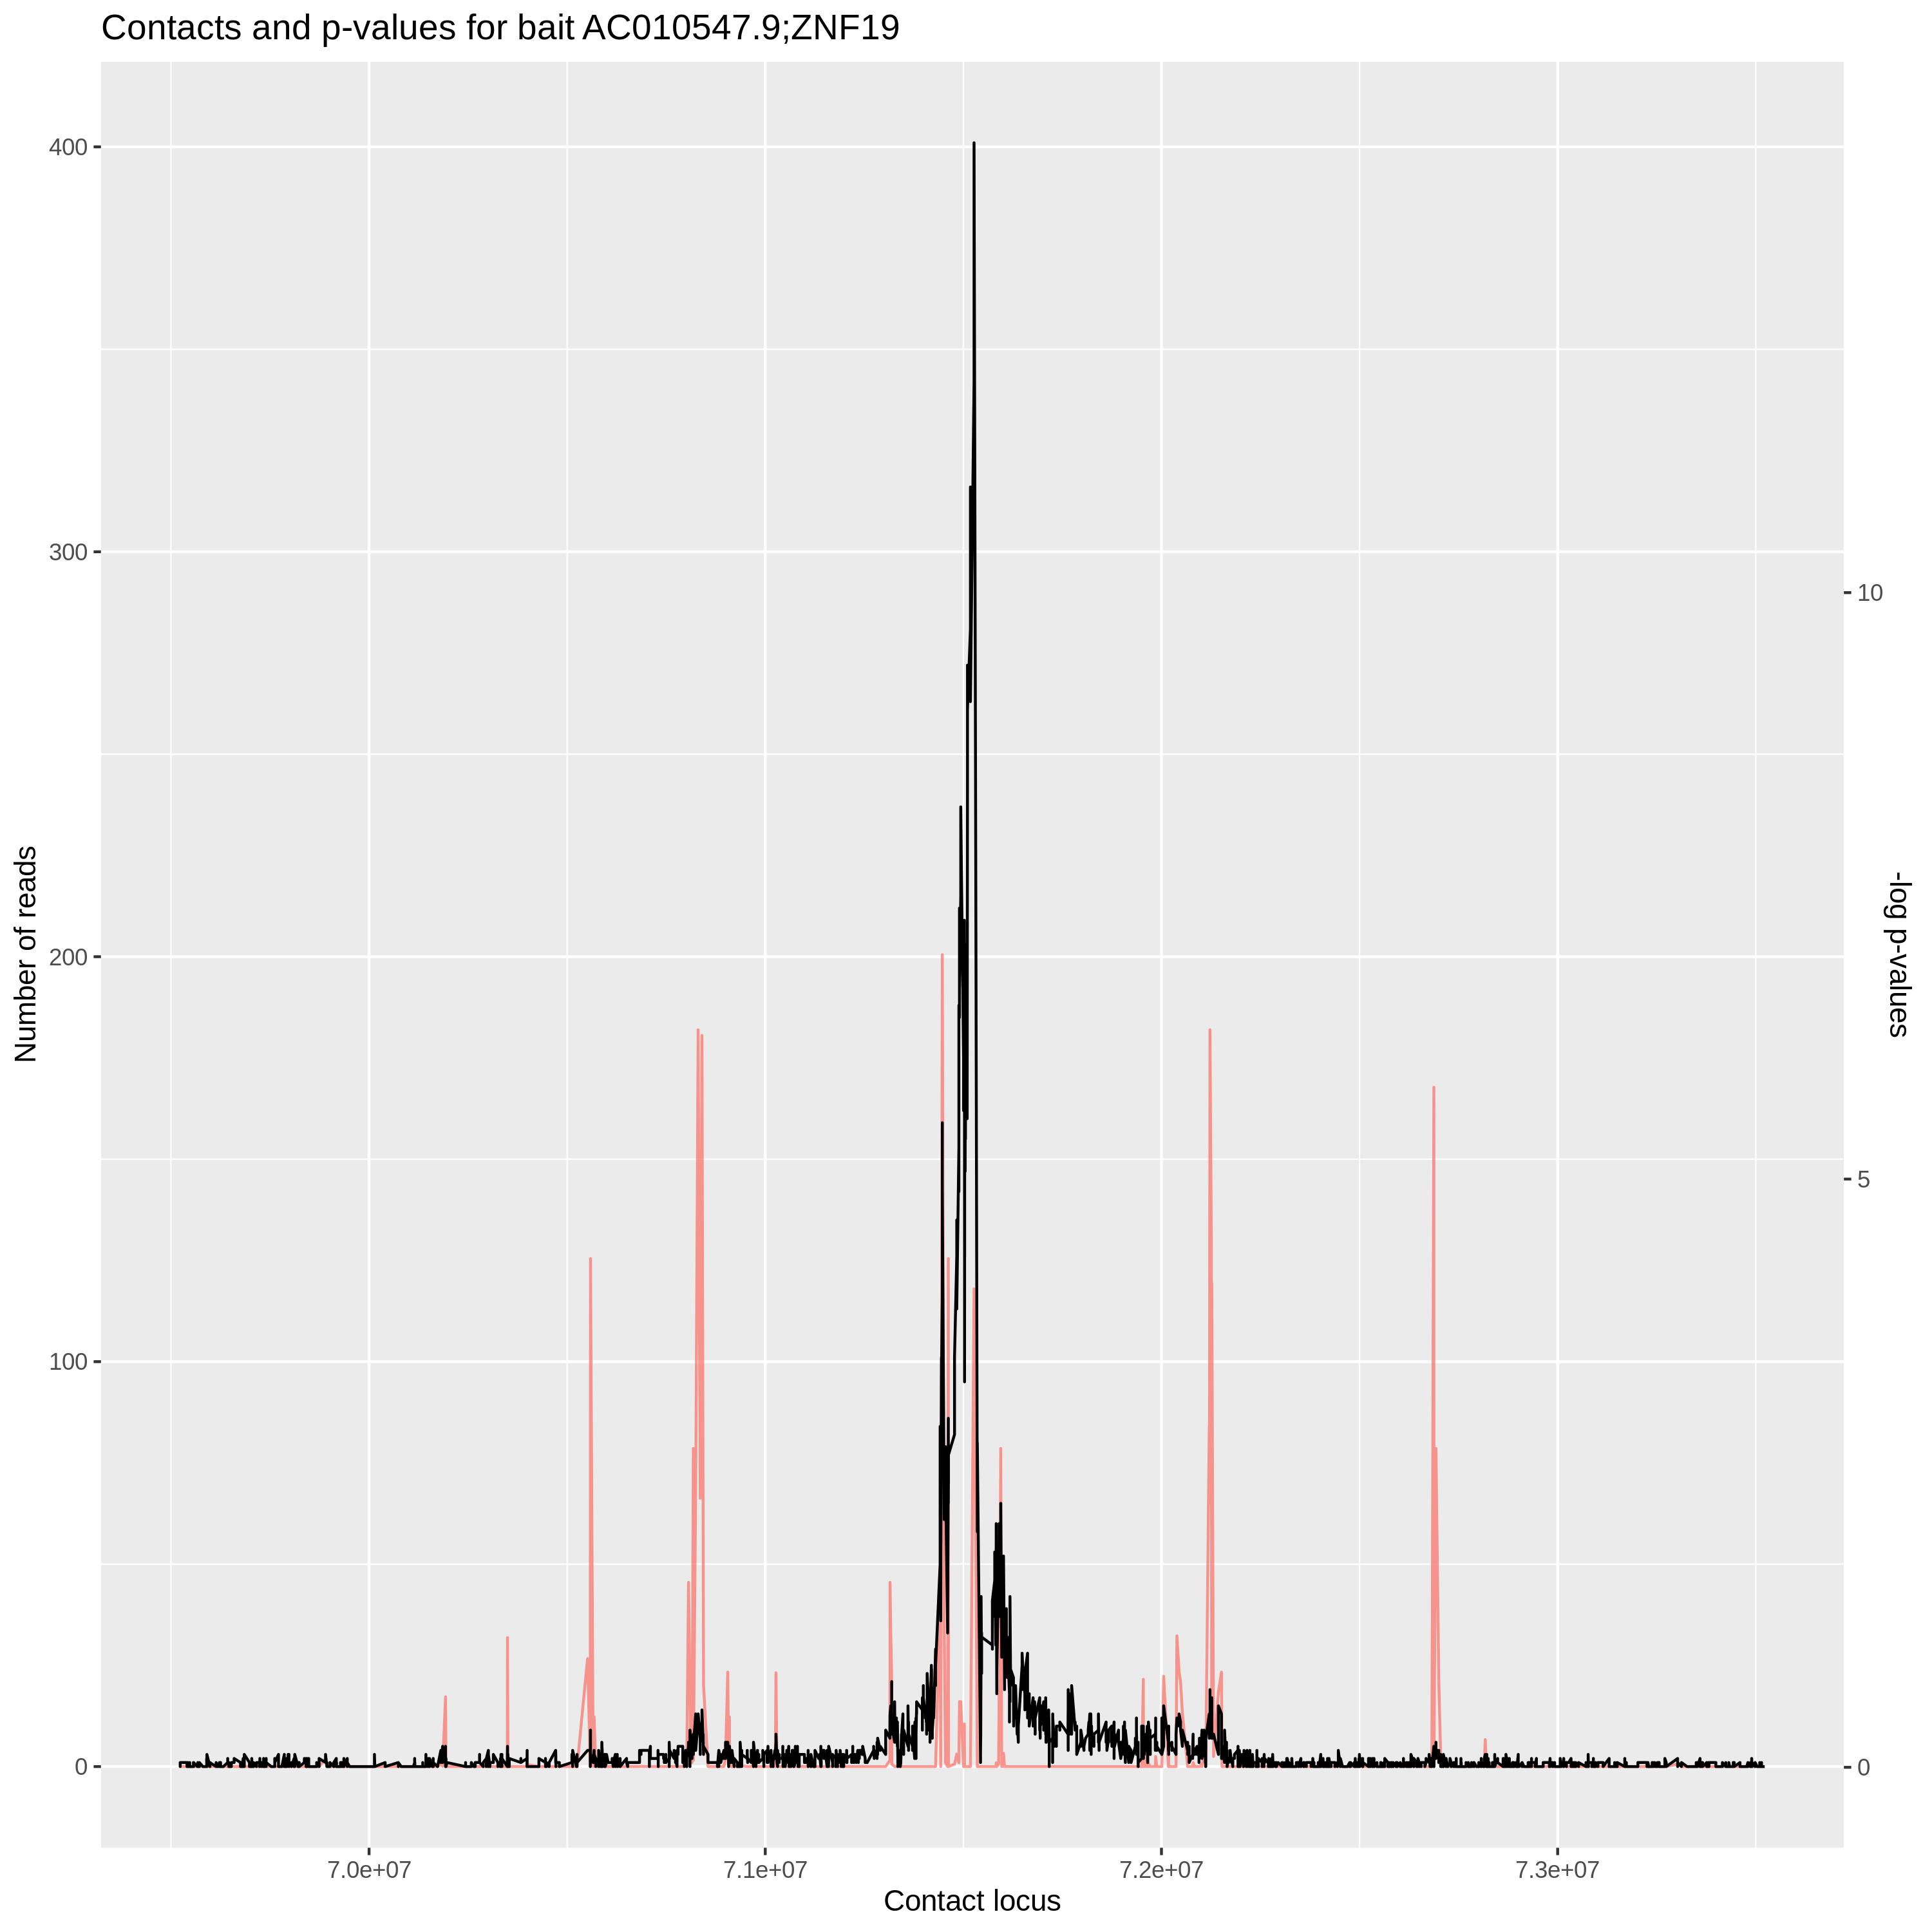 Contacts and p-values for bait AC010547.9;ZNF19
400
300
200
100
0
Number of reads
10
5
0
-log p-values
7.0e+07
7.1e+07
7.2e+07
7.3e+07
Contact locus